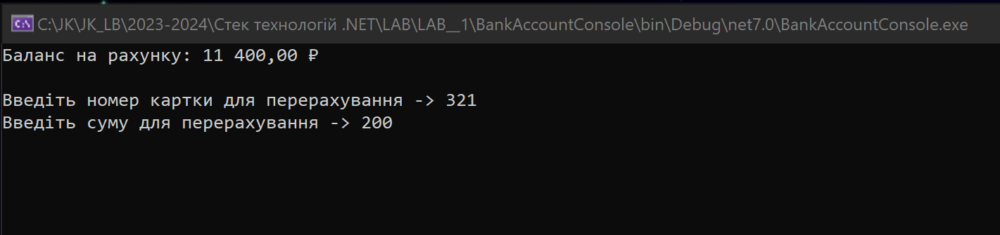 C:\JK\JK_LB\2023-2024\Стек технологій .NET\LAB\LAB__1\BankAccountConsole\bin\Debug\net7.0\BankAccountConsole.exe
Баланс на рахунку: 11 400,00 ₽
Введіть номер картки для перерахування -> 321
Введіть суму для перерахування -> 200